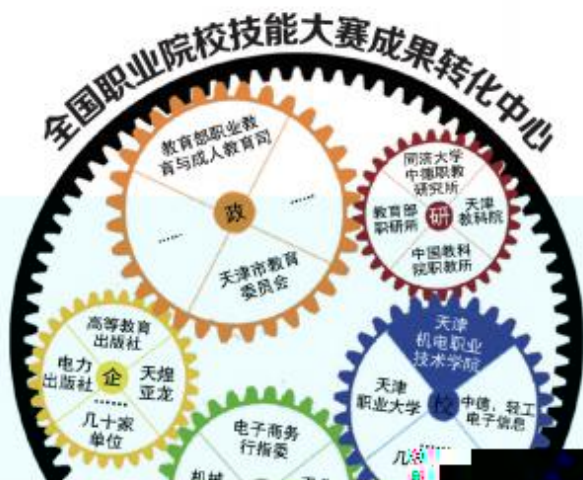 全国职业院校技能大赛成果转化中心
教育部职业教
育与成人教育司
……
政
……
天津市教育
委员会
同济大学
中德职教
研究所
教育部
职研所
研
天津
教科院
中国教科
院职教所
高等教育
出版社
电力
出版社
企
天煌
亚龙
……
几十家
单位
天津
机电职业
技术学院
天津
职业大学
校
中德、轻工
电子信息
……
电子商务
行指委
机械